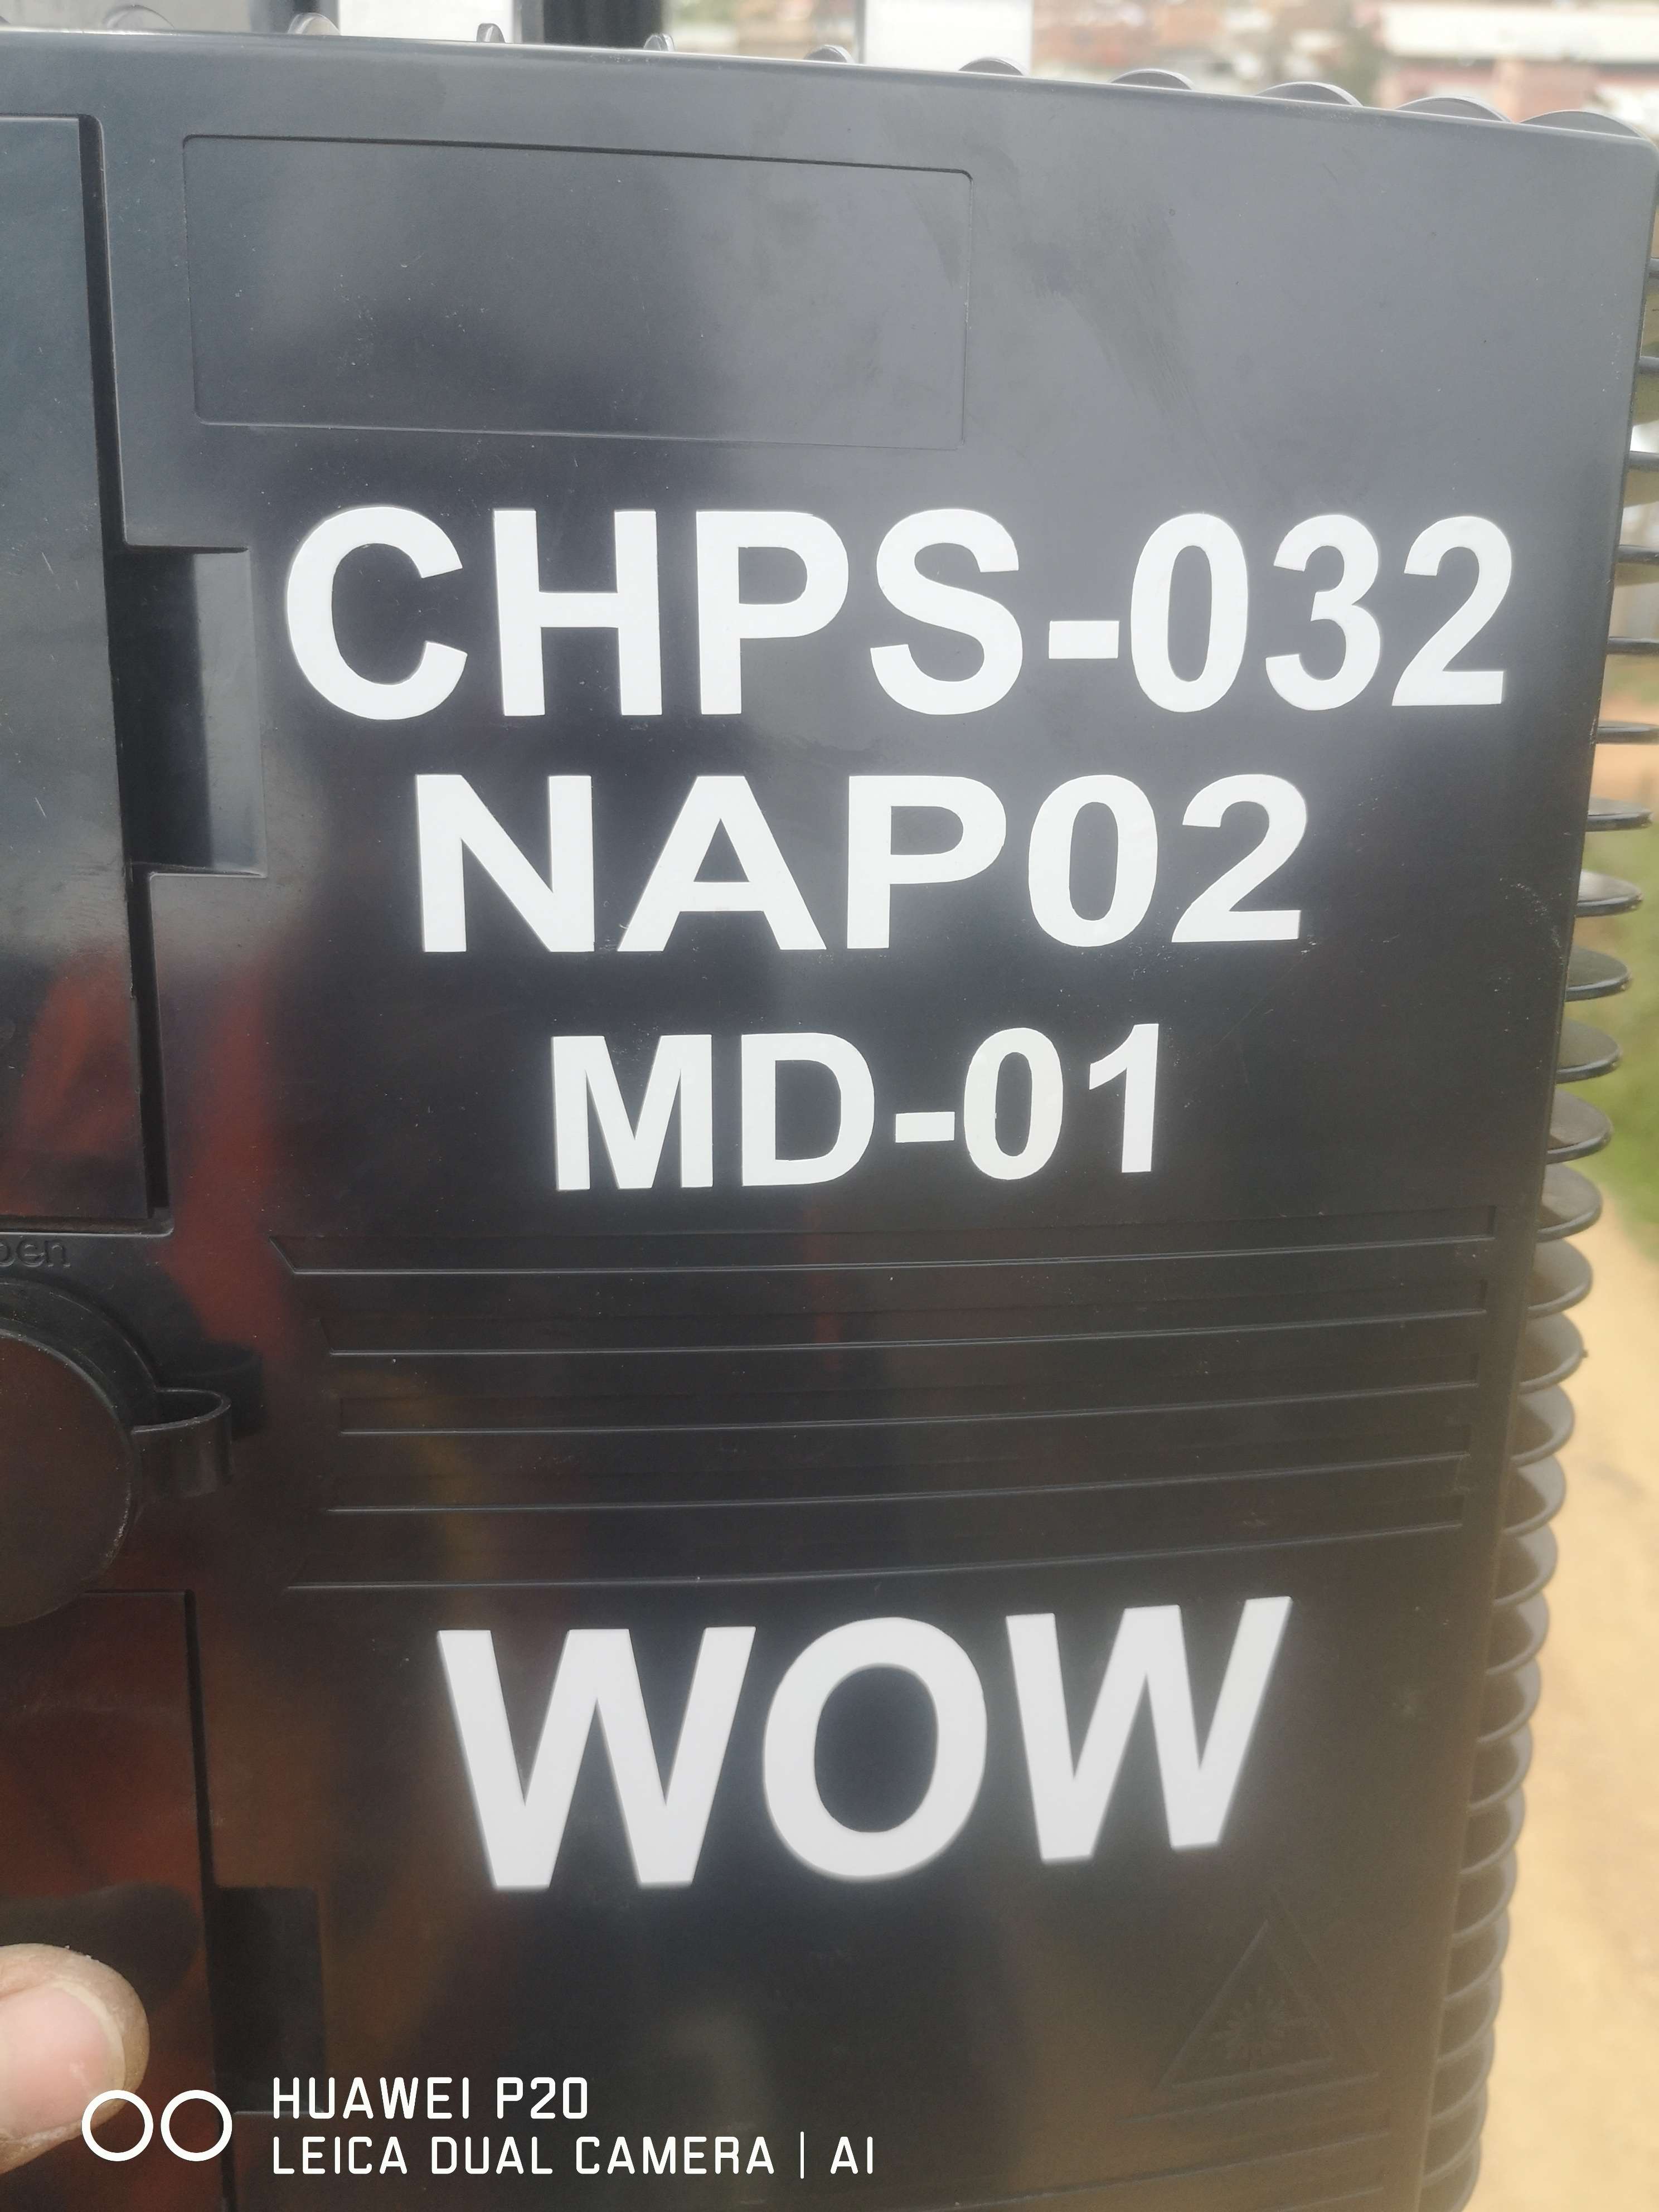 CHPS-032
NAP02
MD-01
WOW
HUAWEI P20
LEICA DUAL CAMERA | AI